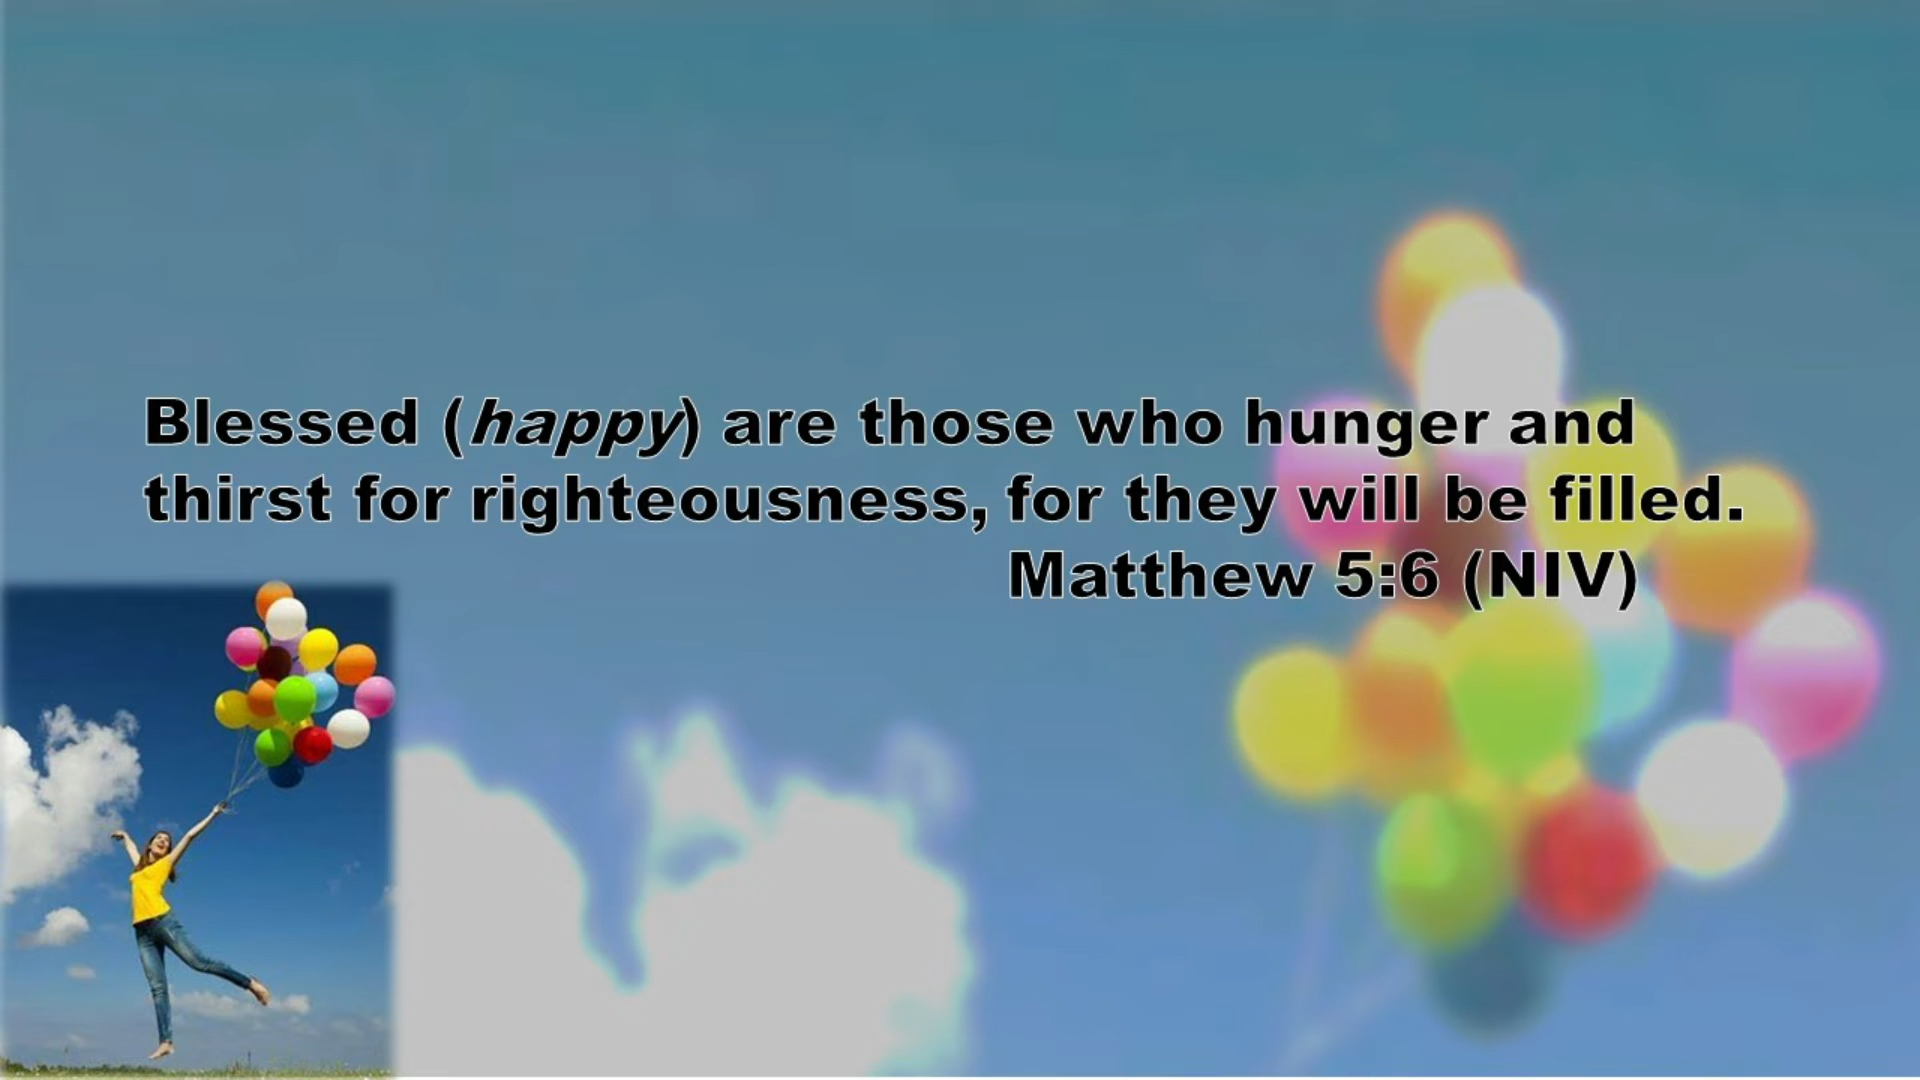 Blessed (happy) are those who hunger and
thirst for righteousness, for they will be filled.
Matthew 5:6 (NIV)